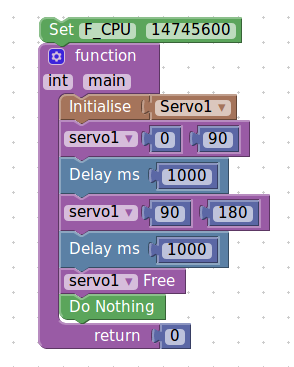 Set F_CPU 14745600
function
int main
Initialise Servo1
servo1 0 90
Delay ms 1000
servo1 90 180
Delay ms 1000
servo1 Free
Do Nothing
return 0